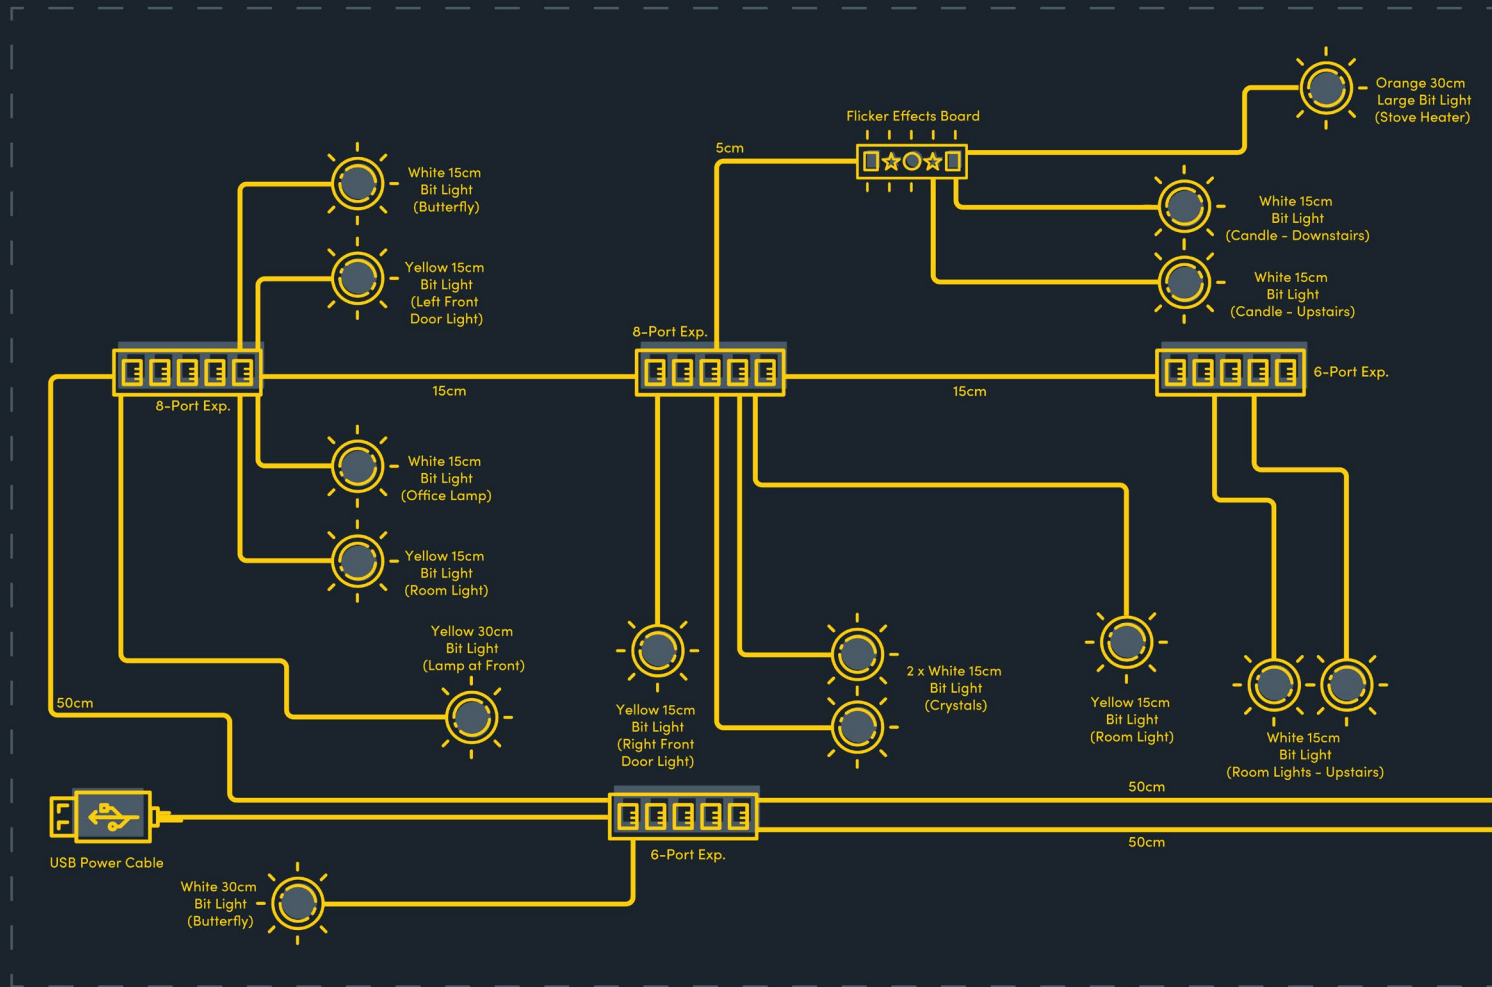 Orange 30cm
Large Bit Light
(Stove Heater)
Flicker Effects Board
5cm
White 15cm
Bit Light
(Butterfly)
White 15cm
Bit Light
(Candle - Downstairs)
Yellow 15cm
Bit Light
(Left Front
Door Light)
White 15cm
Bit Light
(Candle - Upstairs)
8-Port Exp.
6-Port Exp.
8-Port Exp.
15cm
15cm
White 15cm
Bit Light
(Office Lamp)
Yellow 15cm
Bit Light
(Room Light)
Yellow 30cm
Bit Light
(Lamp at Front)
50cm
Yellow 15cm
Bit Light
(Right Front
Door Light)
2 x White 15cm
Bit Light
(Crystals)
Yellow 15cm
Bit Light
(Room Light)
White 15cm
Bit Light
(Room Lights - Upstairs)
50cm
50cm
6-Port Exp.
USB Power Cable
White 30cm
Bit Light
(Butterfly)